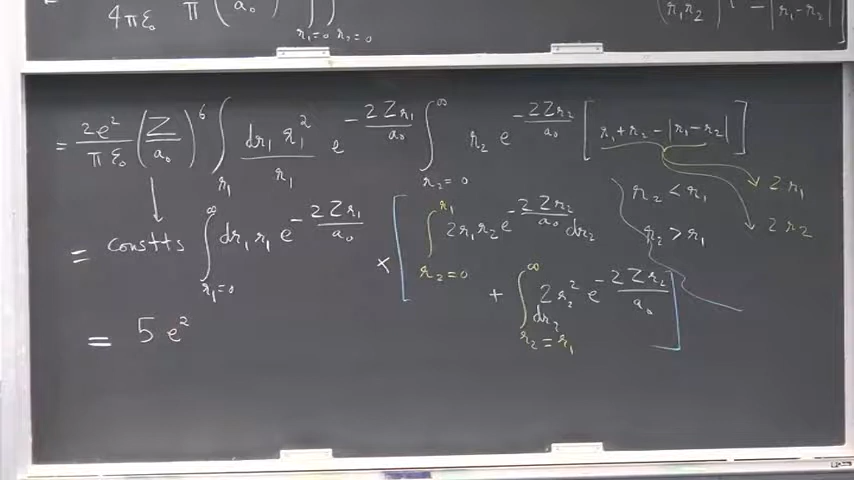 4πε₀ π ( a₀ ) ] r₁=0 r₂=0 (r₁r₂) - |r₁-r₂| ]
= 2e²/πε₀ (Z/a₀)⁶ ∫_{r₁} dr₁ r₁²/r₁ e^{-2Zr₁/a₀} ∫_{r₂=0}^{∞} r₂ e^{-2Zr₂/a₀} [ r₁+r₂-|r₁-r₂| ]
r₂ < r₁ 2r₁
r₂ > r₁ 2r₂
= constts ∫_{r₁=0}^{∞} dr₁ r₁ e^{-2Zr₁/a₀} × [ ∫_{r₂=0}^{r₁} 2r₁r₂ e^{-2Zr₂/a₀} dr₂
+ ∫_{r₂=r₁}^{∞} 2r₂² e^{-2Zr₂/a₀} dr₂ ]
= 5e²